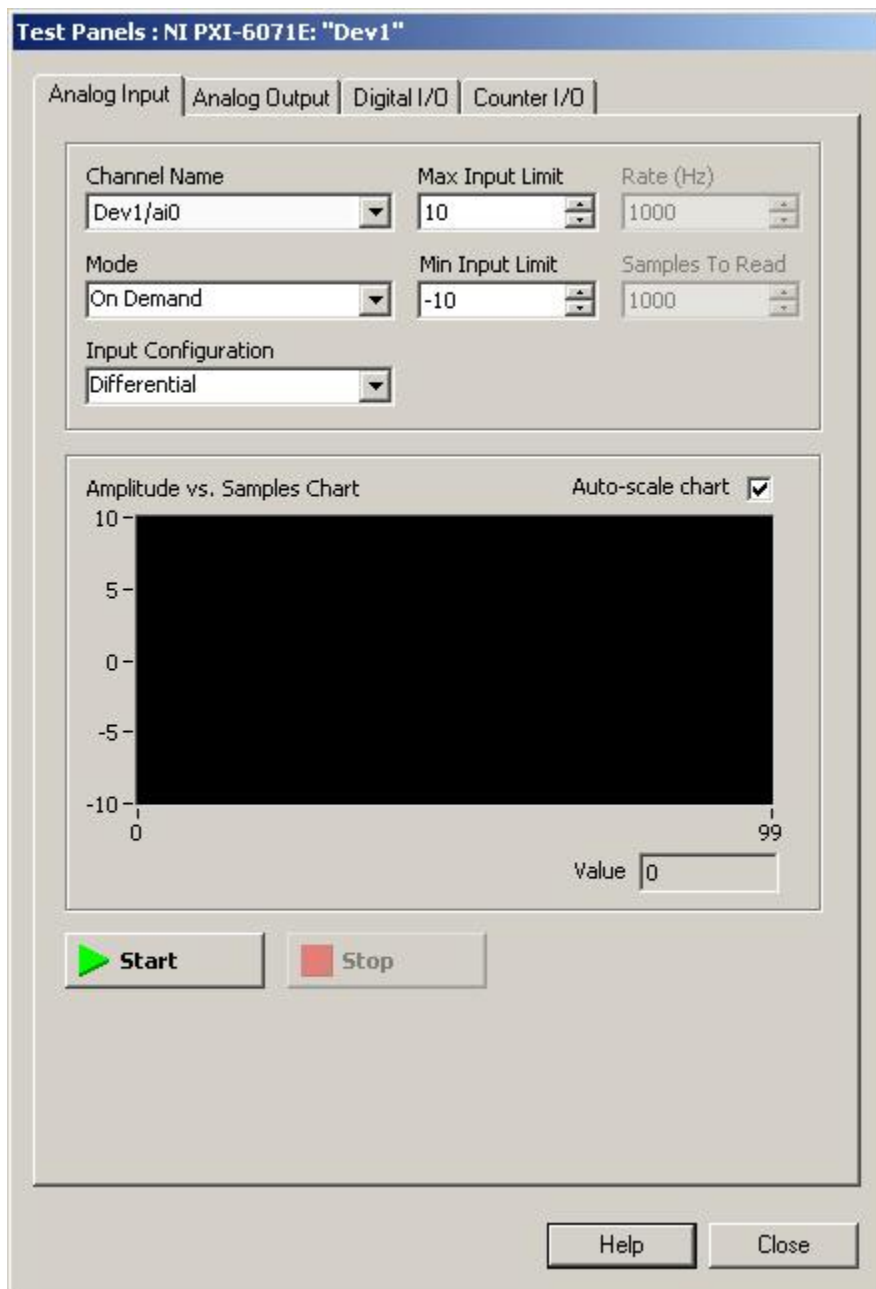 Test Panels : NI PXI-6071E: "Dev1"
Analog Input Analog Output Digital I/O Counter I/O
Channel Name Max Input Limit Rate (Hz)
Dev1/ai0 10 1000
Mode Min Input Limit Samples To Read
On Demand -10 1000
Input Configuration
Differential
Amplitude vs. Samples Chart Auto-scale chart
10
5
0
-5
-10
0 99
Value 0
Start Stop
Help Close